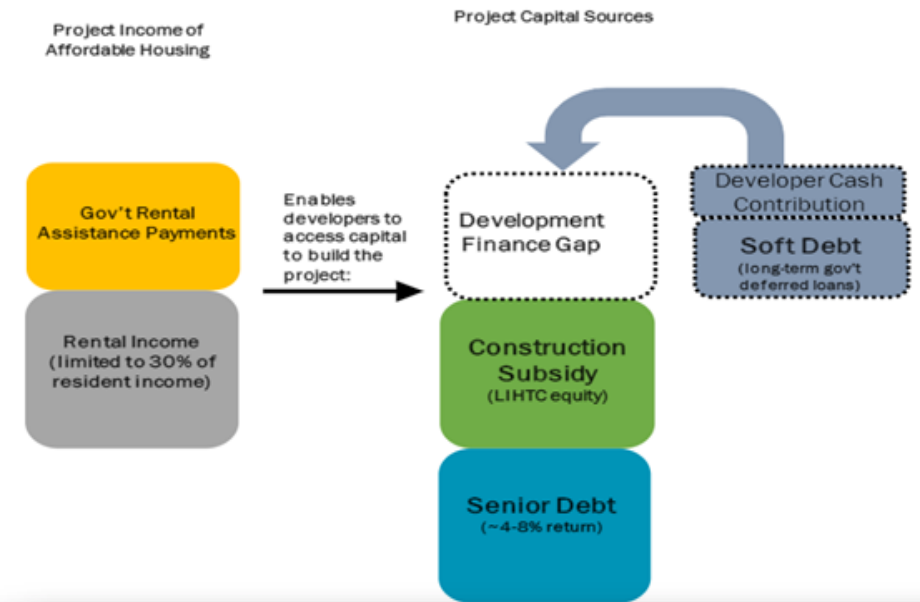 Project Income of
Affordable Housing
Project Capital Sources
Gov't Rental
Assistance Payments
Rental Income
(limited to 30% of
resident income)
Enables
developers to
access capital
to build the
project:
Development
Finance Gap
Construction
Subsidy
(LIHTC equity)
Senior Debt
(~4-8% return)
Developer Cash
Contribution
Soft Debt
(long-term gov't
deferred loans)